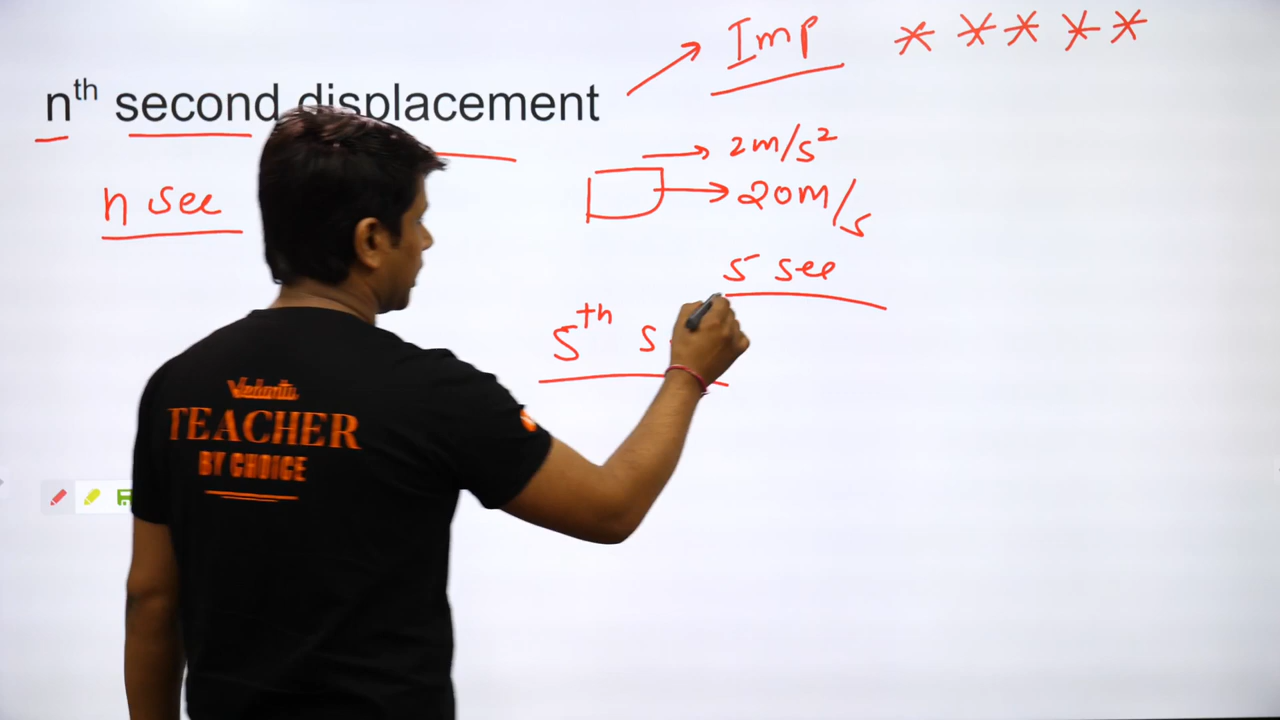 nth second displacement
Imp
n sec
2m/s²
20m/s
5 sec
5th s
Vedantu
TEACHER
BY CHOICE